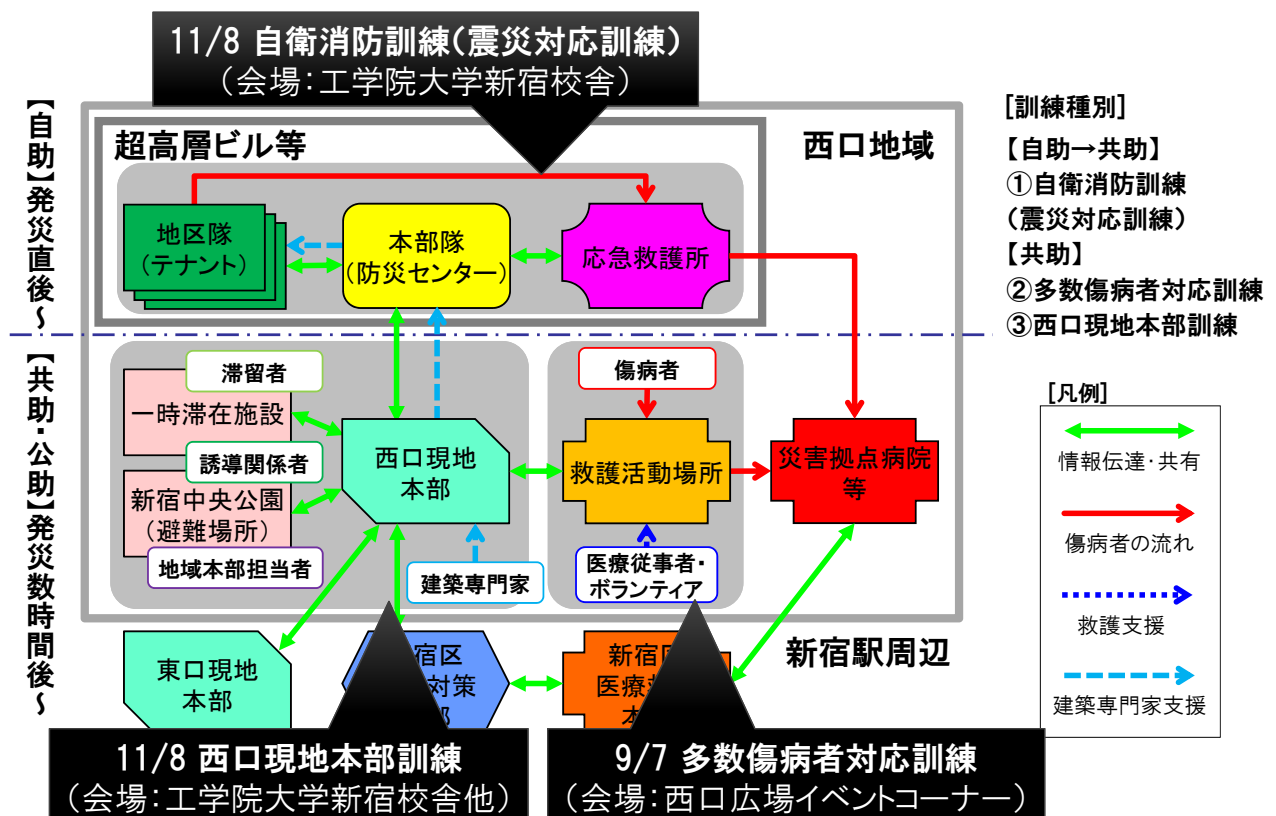 11/8 自衛消防訓練(震災対応訓練)
(会場:工学院大学新宿校舎)
【自助】発災直後~
超高層ビル等
西口地域
地区隊
(テナント)
本部隊
(防災センター)
応急救護所
[訓練種別]
【自助→共助】
①自衛消防訓練
(震災対応訓練)
【共助】
②多数傷病者対応訓練
③西口現地本部訓練
【共助・公助】発災数時間後~
滞留者
一時滞在施設
誘導関係者
新宿中央公園
(避難場所)
地域本部担当者
西口現地
本部
建築専門家
傷病者
救護活動場所
医療従事者・
ボランティア
災害拠点病院
等
新宿駅周辺
東口現地
本部
宿区
対策
新宿
医療
本
11/8 西口現地本部訓練
(会場:工学院大学新宿校舎他)
9/7 多数傷病者対応訓練
(会場:西口広場イベントコーナー)
[凡例]
情報伝達・共有
傷病者の流れ
救護支援
建築専門家支援